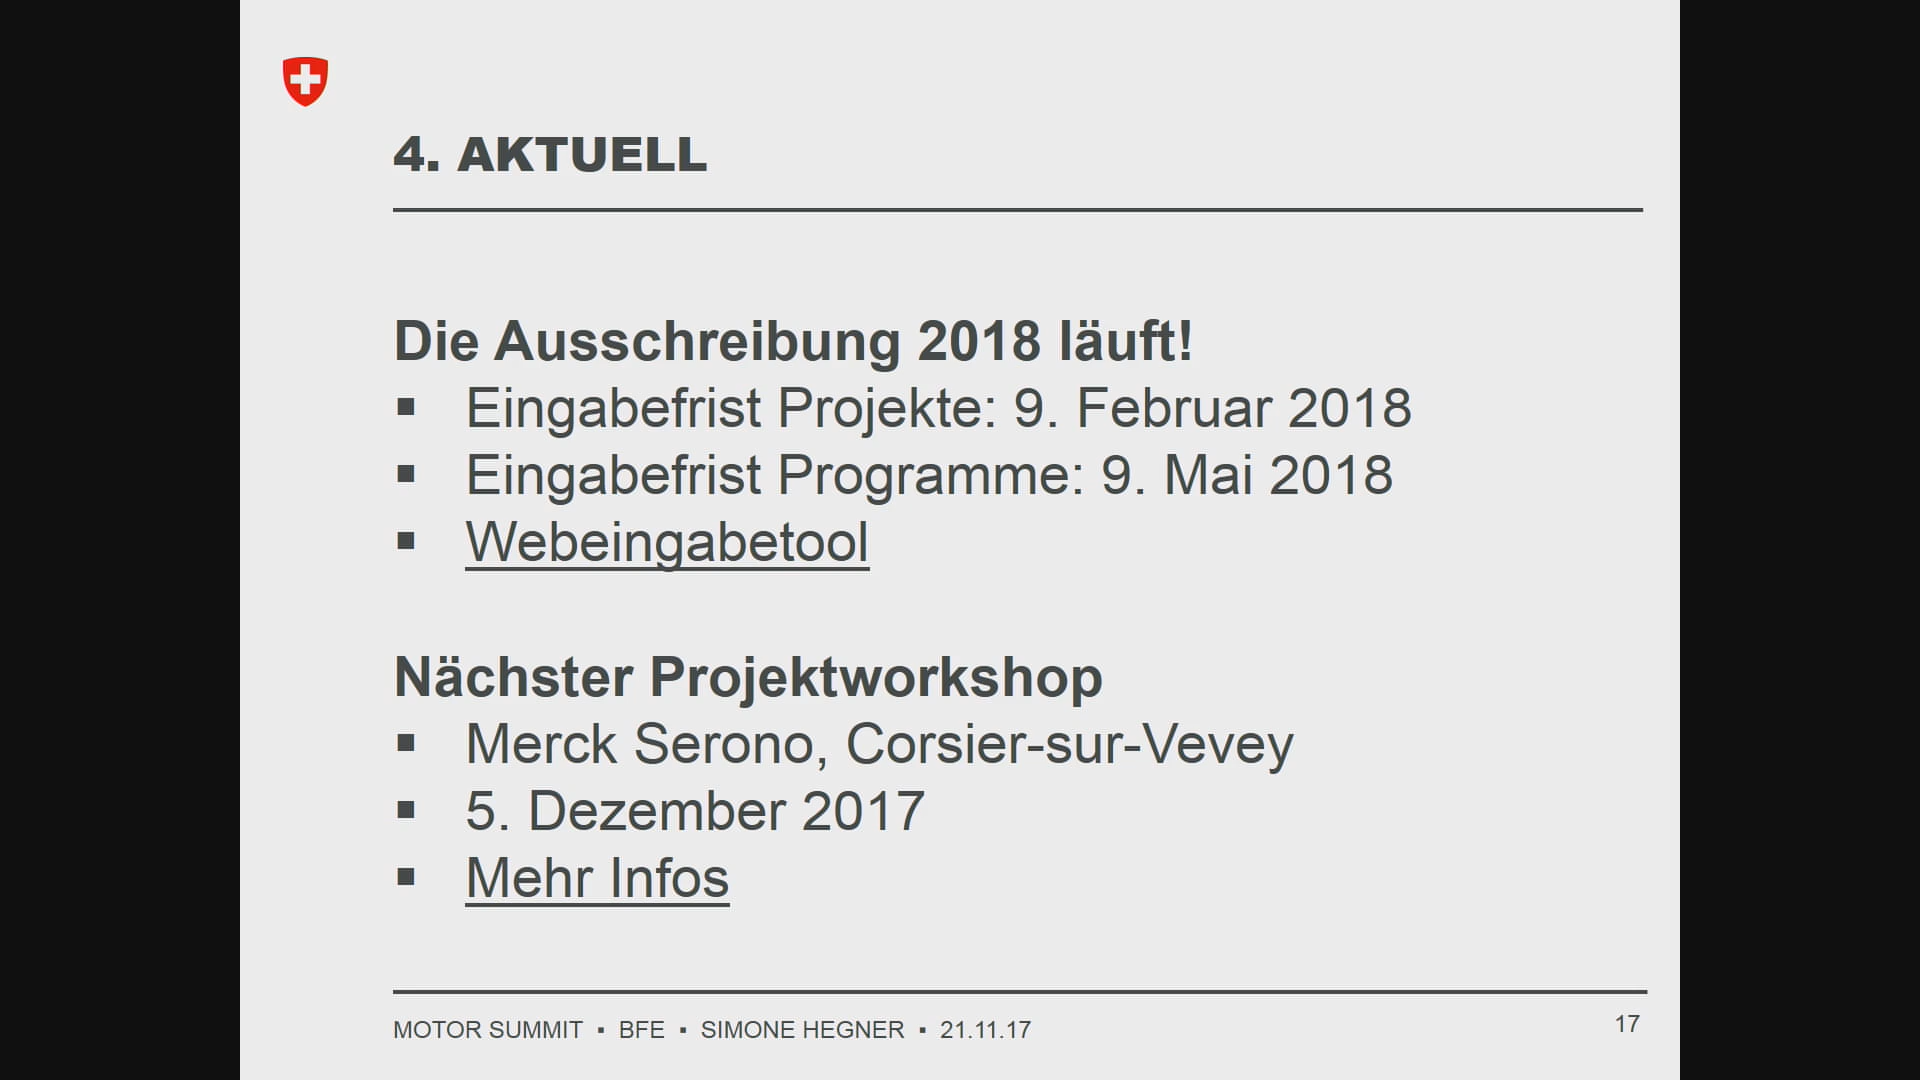 4. AKTUELL
Die Ausschreibung 2018 läuft!
▪ Eingabefrist Projekte: 9. Februar 2018
▪ Eingabefrist Programme: 9. Mai 2018
▪ Webeingabetool
Nächster Projektworkshop
▪ Merck Serono, Corsier-sur-Vevey
▪ 5. Dezember 2017
▪ Mehr Infos
MOTOR SUMMIT ▪ BFE ▪ SIMONE HEGNER ▪ 21.11.17
17